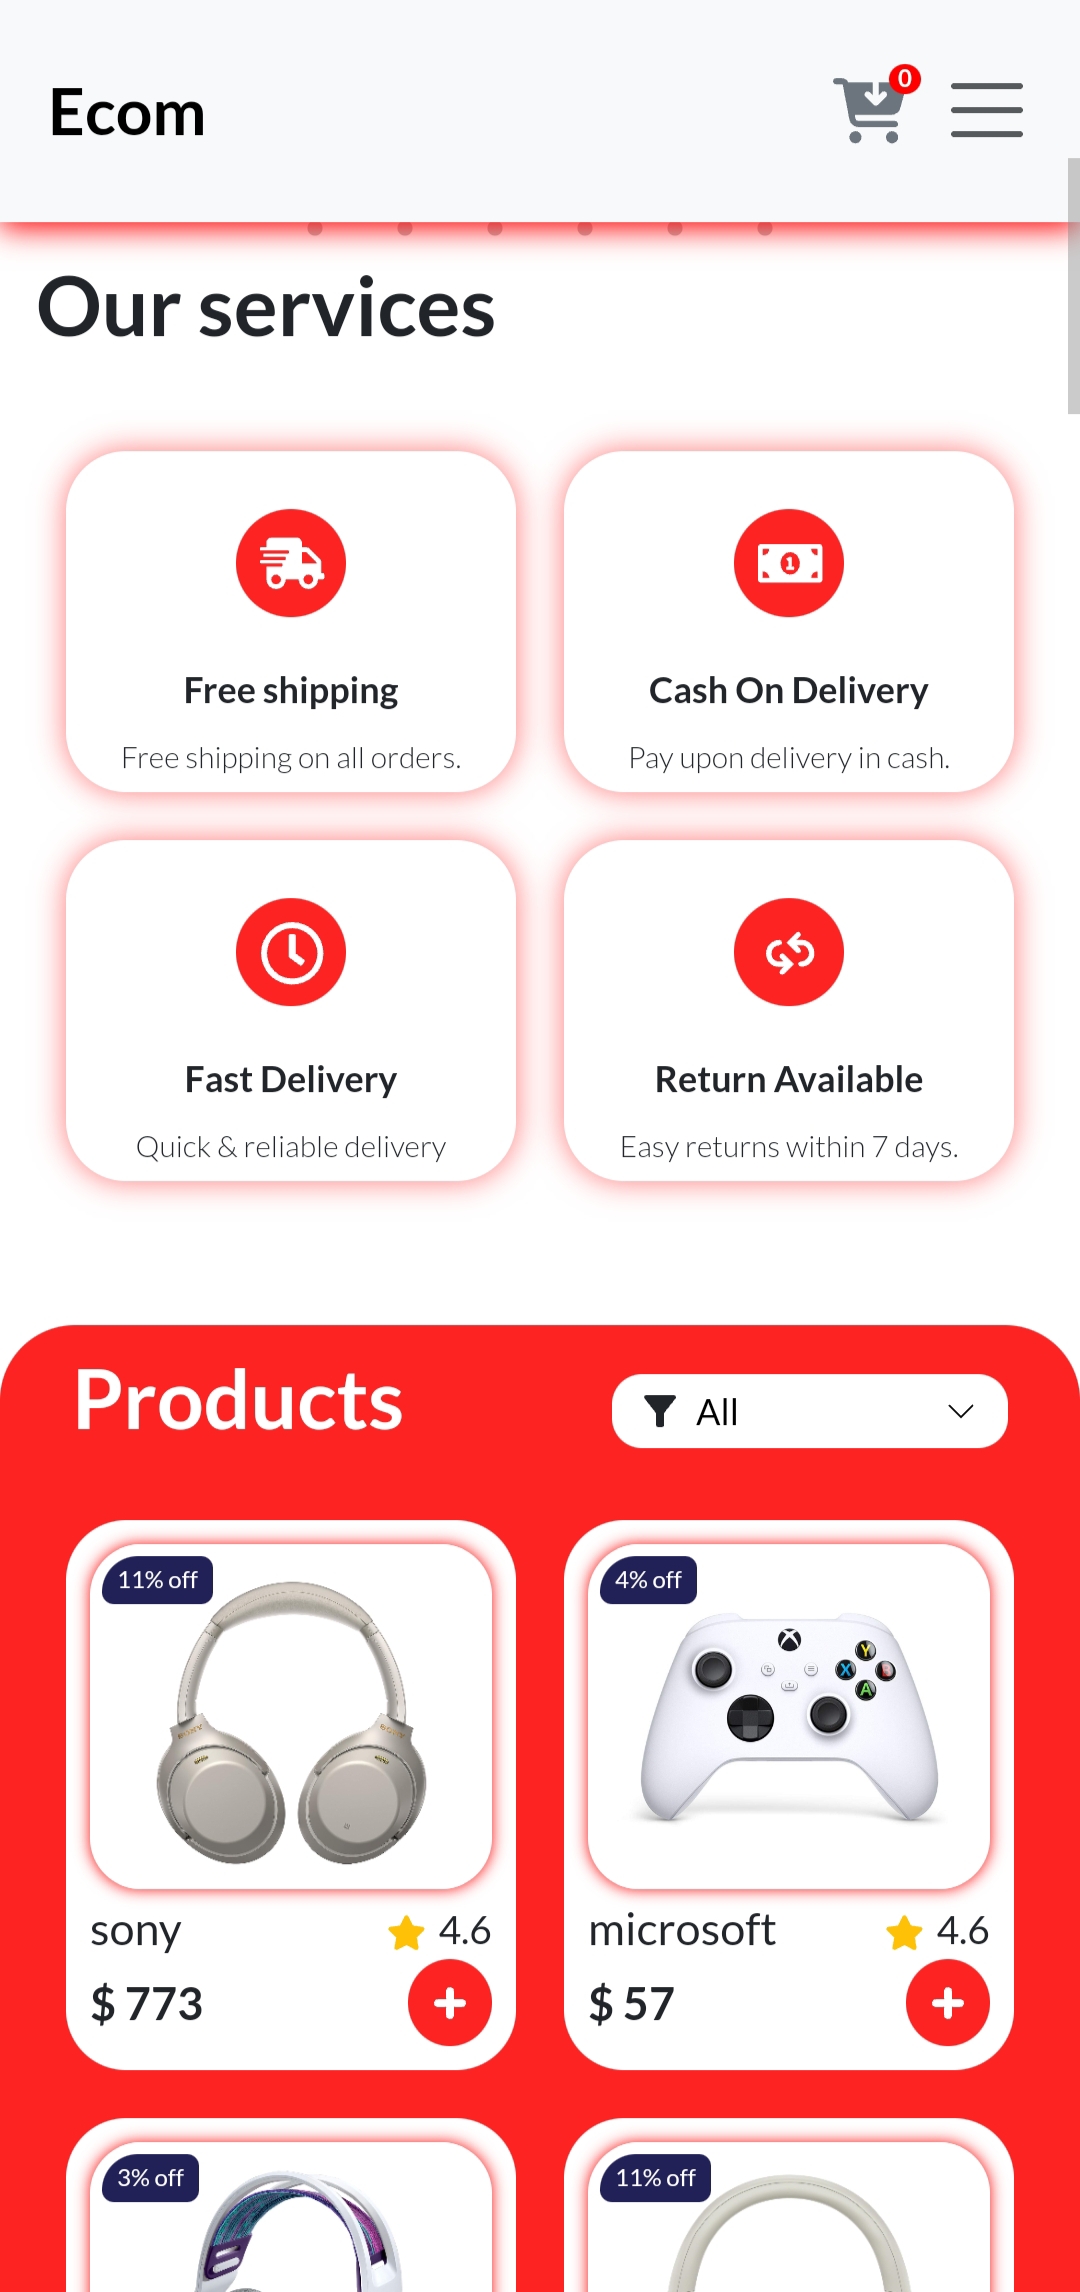 Ecom
0
Our services
Free shipping
Free shipping on all orders.
Cash On Delivery
Pay upon delivery in cash.
Fast Delivery
Quick & reliable delivery
Return Available
Easy returns within 7 days.
Products
All
11% off
SONY
SONY
sony
4.6
$ 773
4% off
Y
X
B
A
microsoft
4.6
$ 57
3% off
11% off